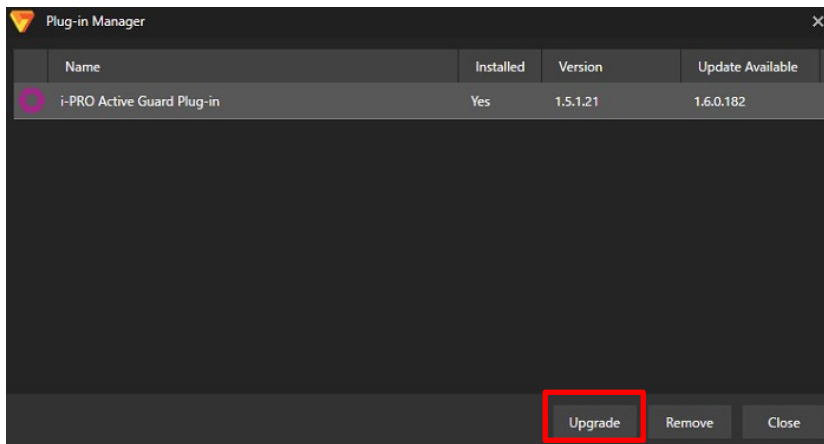 Plug-in Manager
Name Installed Version Update Available
i-PRO Active Guard Plug-in Yes 1.5.1.21 1.6.0.182
Upgrade Remove Close